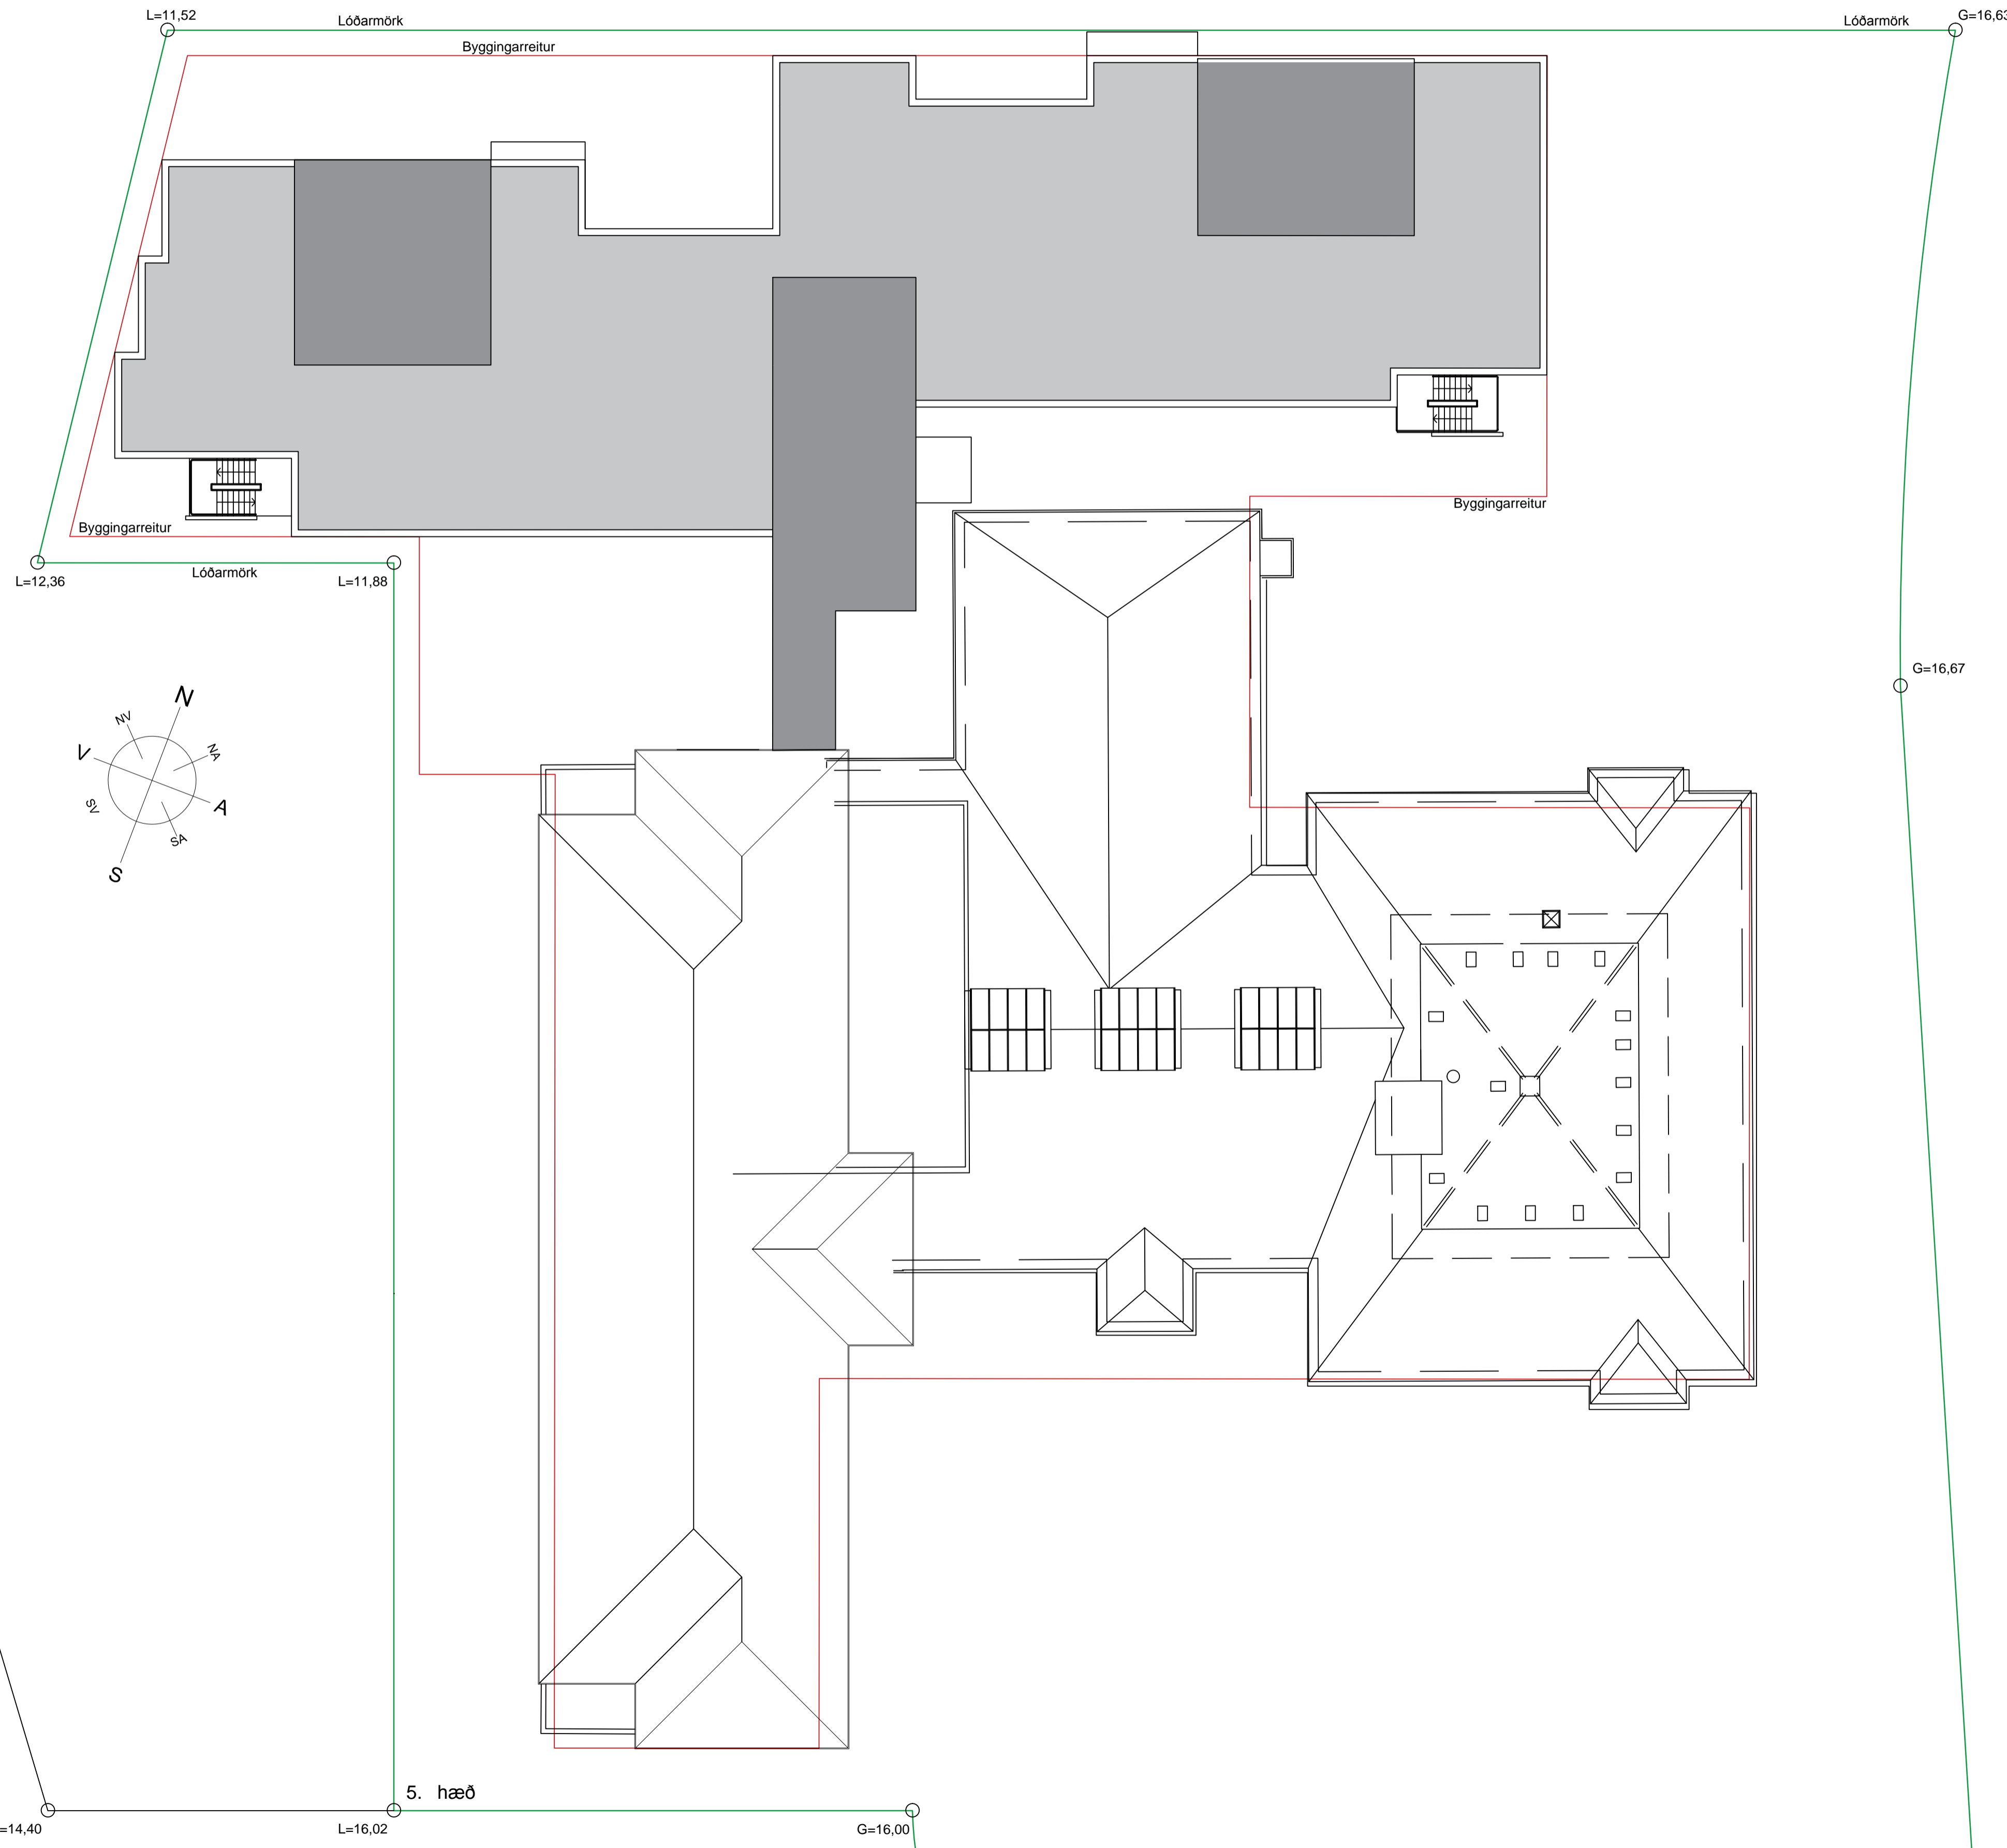 L=11,52
Lóðarmörk
Lóðarmörk
G=16,63
Byggingarreitur
Byggingarreitur
Byggingarreitur
L=12,36
Lóðarmörk
L=11,88
G=16,67
N
NV
NA
V
A
SV
SA
S
5. hæð
=14,40
L=16,02
G=16,00